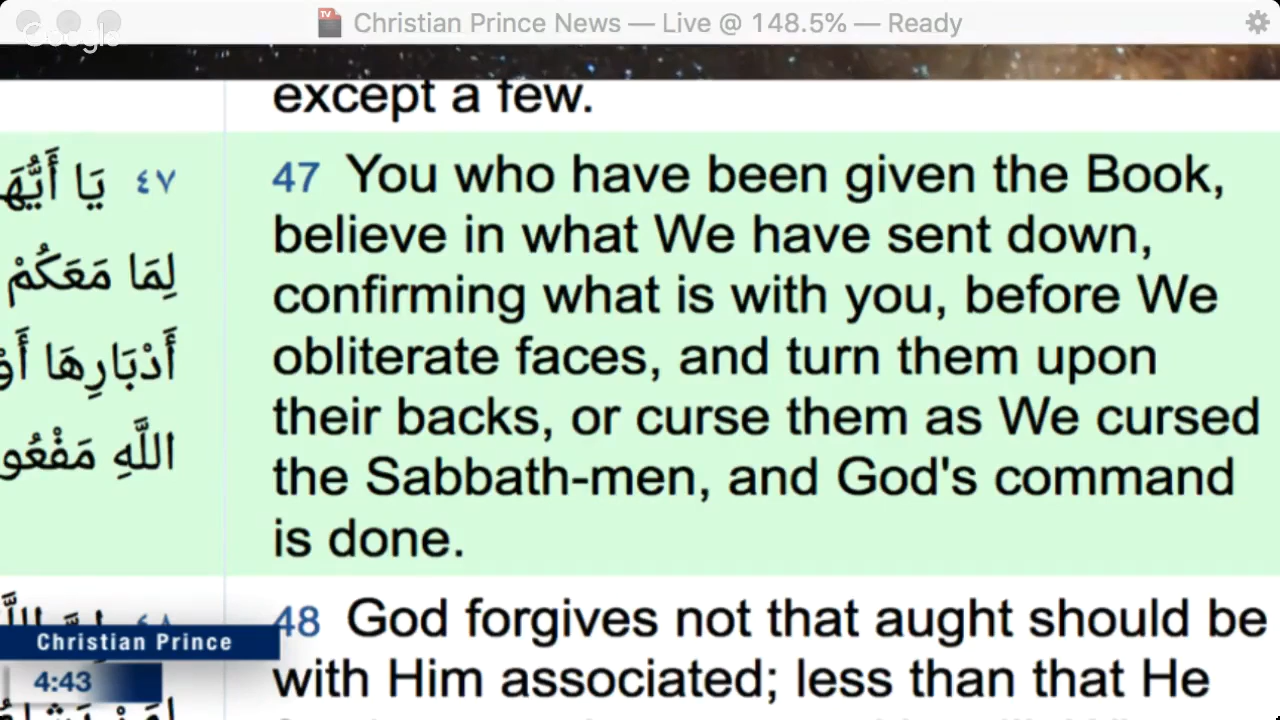 Christian Prince News — Live @ 148.5% — Ready
Google
except a few.
47 You who have been given the Book,
believe in what We have sent down,
confirming what is with you, before We
obliterate faces, and turn them upon
their backs, or curse them as We cursed
the Sabbath-men, and God's command
is done.
48 God forgives not that aught should be
with Him associated; less than that He
٤٧ يَا أَيُّهَ
لِمَا مَعَكُمْ
أَدْبَارِهَا أَوْ
اللَّهِ مَفْعُو
Christian Prince
4:43